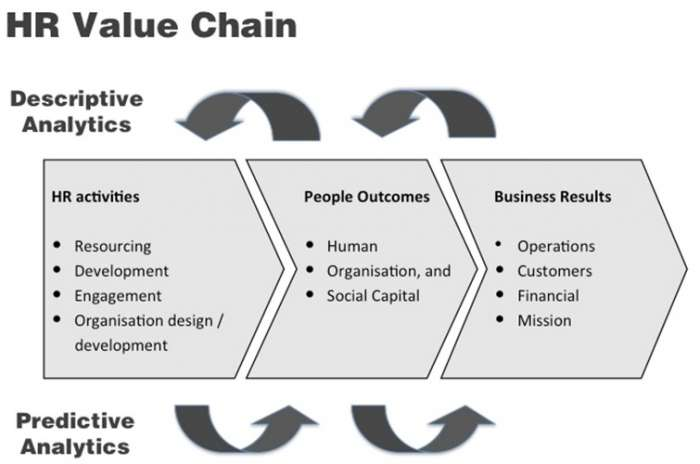 HR Value Chain
Descriptive
Analytics
HR activities
• Resourcing
• Development
• Engagement
• Organisation design /
development
People Outcomes
• Human
• Organisation, and
• Social Capital
Business Results
• Operations
• Customers
• Financial
• Mission
Predictive
Analytics